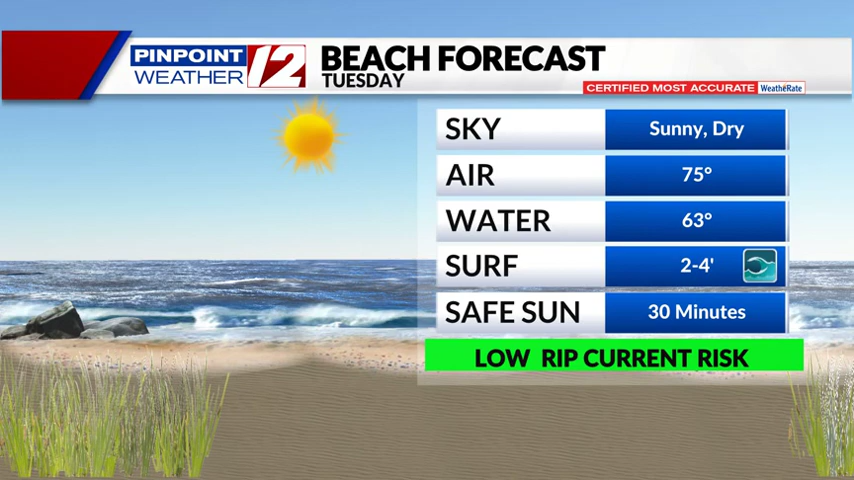 PINPOINT
WEATHER 12
BEACH FORECAST
TUESDAY
CERTIFIED MOST ACCURATE WeatheRate
SKY Sunny, Dry
AIR 75°
WATER 63°
SURF 2-4'
SAFE SUN 30 Minutes
LOW RIP CURRENT RISK